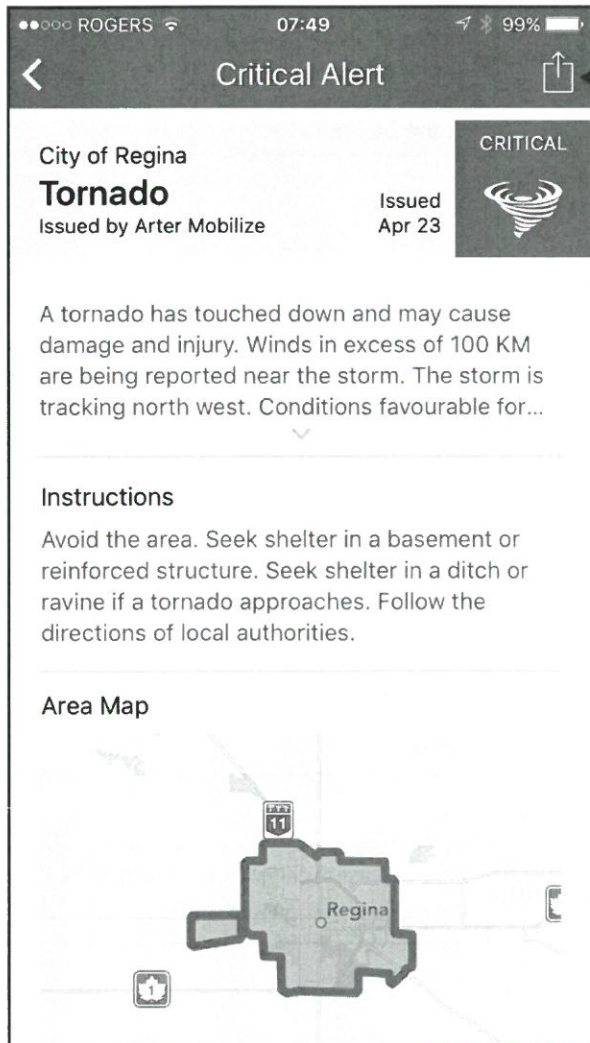 ROGERS 07:49 99%
Critical Alert
City of Regina
Tornado
Issued by Arter Mobilize
Issued
Apr 23
CRITICAL
A tornado has touched down and may cause
damage and injury. Winds in excess of 100 KM
are being reported near the storm. The storm is
tracking north west. Conditions favourable for...
Instructions
Avoid the area. Seek shelter in a basement or
reinforced structure. Seek shelter in a ditch or
ravine if a tornado approaches. Follow the
directions of local authorities.
Area Map
11
Regina
1